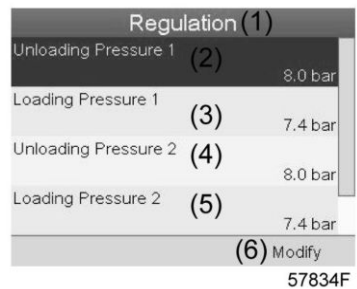 Regulation (1)
Unloading Pressure 1
(2)
8.0 bar
Loading Pressure 1
(3)
7.4 bar
Unloading Pressure 2
(4)
8.0 bar
Loading Pressure 2
(5)
7.4 bar
(6) Modify
57834F